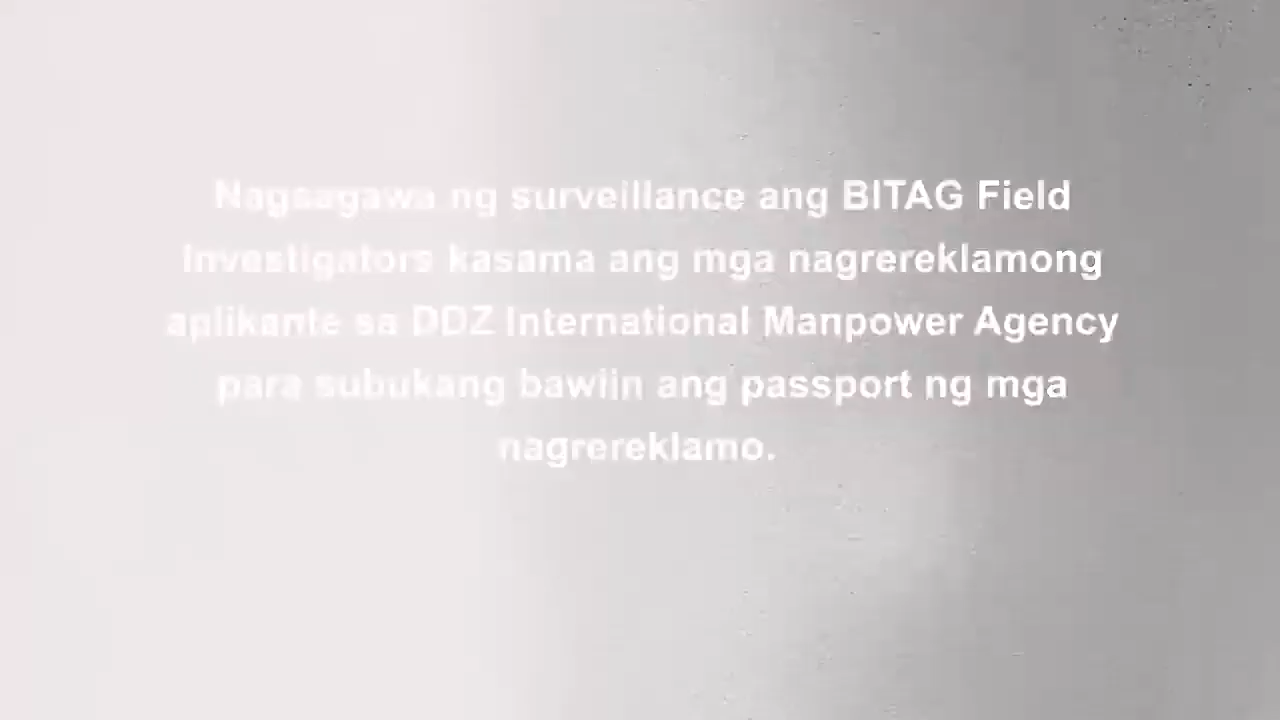 Nagsagawa ng surveillance ang BITAG Field
Investigators kasama ang mga nagrereklamong
aplikante sa DDZ International Manpower Agency
para subukang bawiin ang passport ng mga
nagrereklamo.